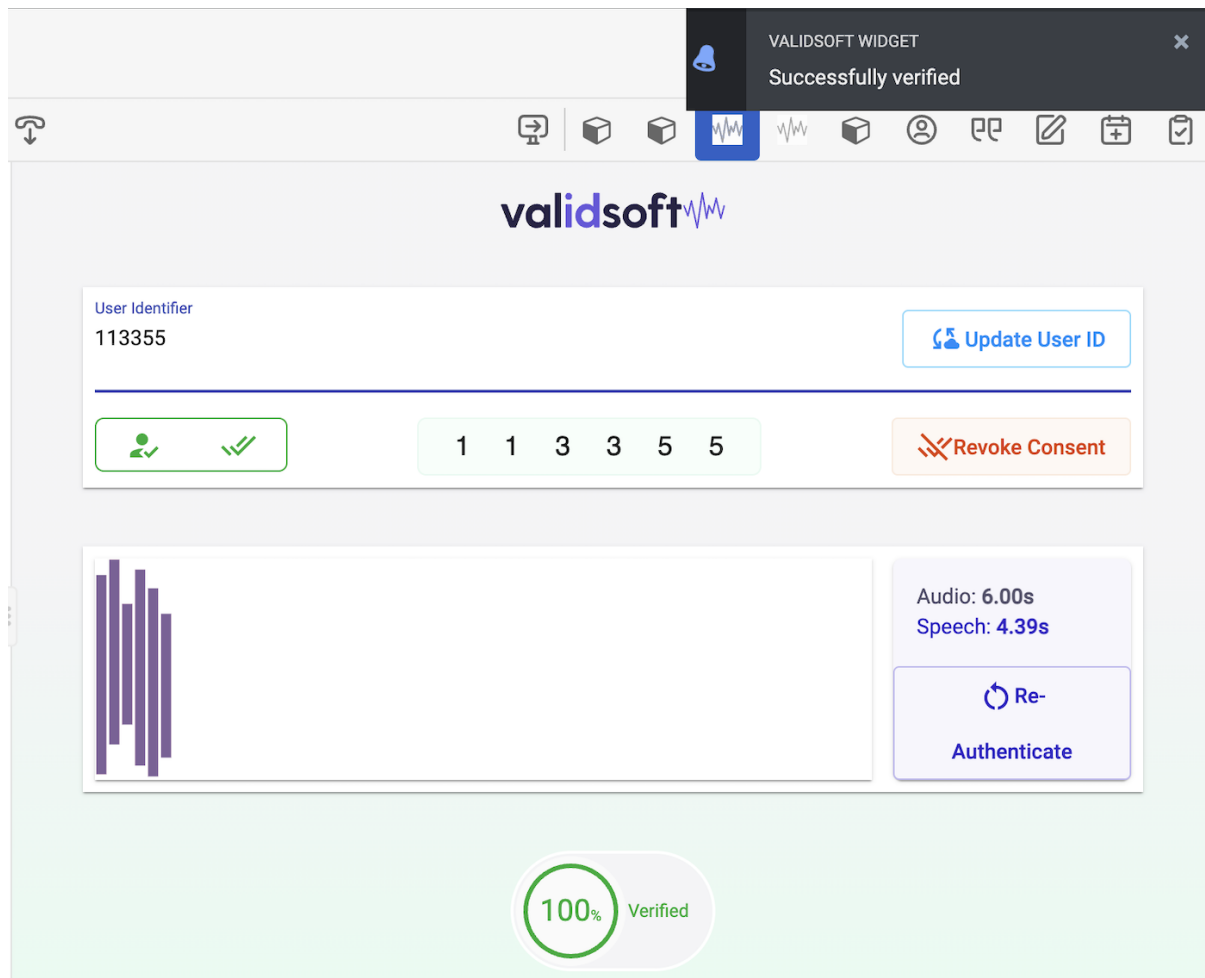 VALIDSOFT WIDGET
Successfully verified
validsoft
User Identifier
113355
Update User ID
1 1 3 3 5 5
Revoke Consent
Audio: 6.00s
Speech: 4.39s
Re-
Authenticate
100% Verified